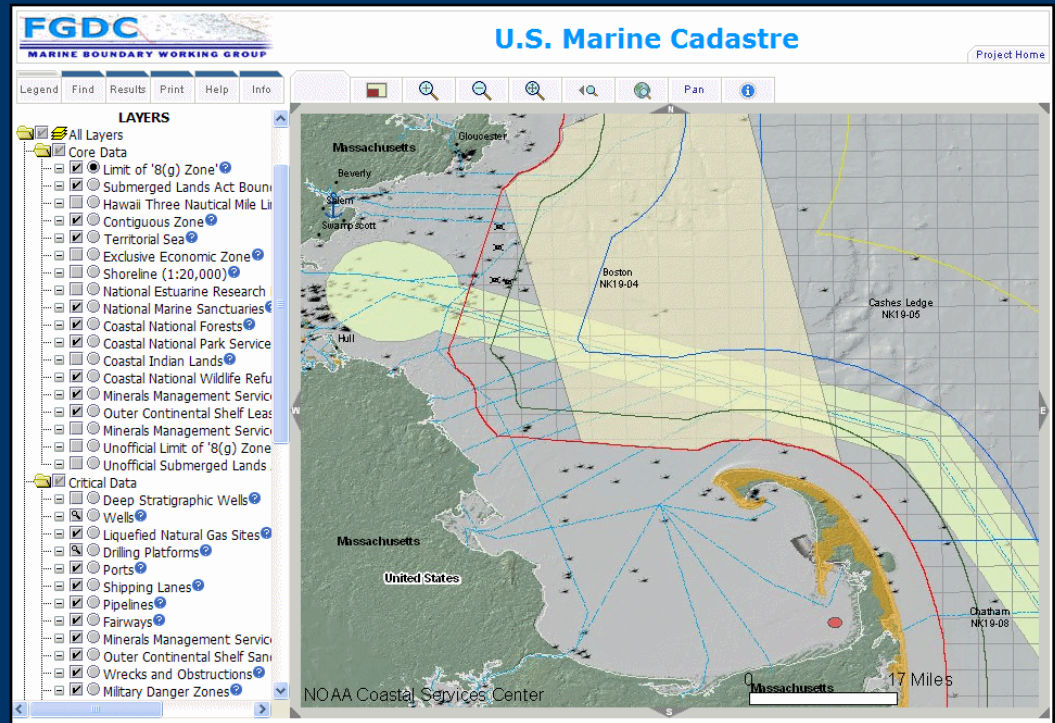 FGDC
MARINE BOUNDARY WORKING GROUP
U.S. Marine Cadastre
Project Home
Legend
Find
Results
Print
Help
Info
Pan
LAYERS
All Layers
Core Data
Limit of '8(g) Zone'
Submerged Lands Act Boun
Hawaii Three Nautical Mile Li
Contiguous Zone
Territorial Sea
Exclusive Economic Zone
Shoreline (1:20,000)
National Estuarine Research
National Marine Sanctuaries
Coastal National Forests
Coastal National Park Service
Coastal Indian Lands
Coastal National Wildlife Refu
Minerals Management Servic
Outer Continental Shelf Leas
Minerals Management Servic
Unofficial Limit of '8(g) Zone
Unofficial Submerged Lands
Critical Data
Deep Stratigraphic Wells
Wells
Liquefied Natural Gas Sites
Drilling Platforms
Ports
Shipping Lanes
Pipelines
Fairways
Minerals Management Servic
Outer Continental Shelf San
Wrecks and Obstructions
Military Danger Zones
N
Gloucester
Massachusetts
Beverly
Salem
Swampscott
Boston
NK19-04
Cashes Ledge
NK19-05
Hull
W
E
Massachusetts
United States
Chatham
NK19-08
NOAA Coastal Services Center
0
17 Miles
Massachusetts
S